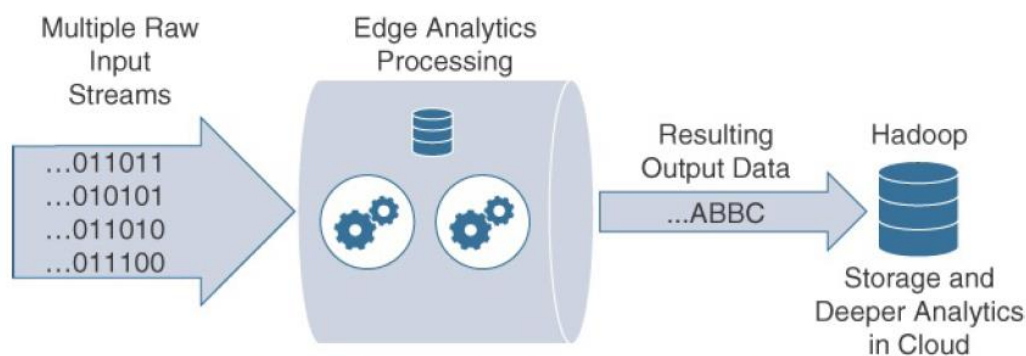 Multiple Raw
Input
Streams
...011011
...010101
...011010
...011100
Edge Analytics
Processing
Resulting
Output Data
...ABBC
Hadoop
Storage and
Deeper Analytics
in Cloud